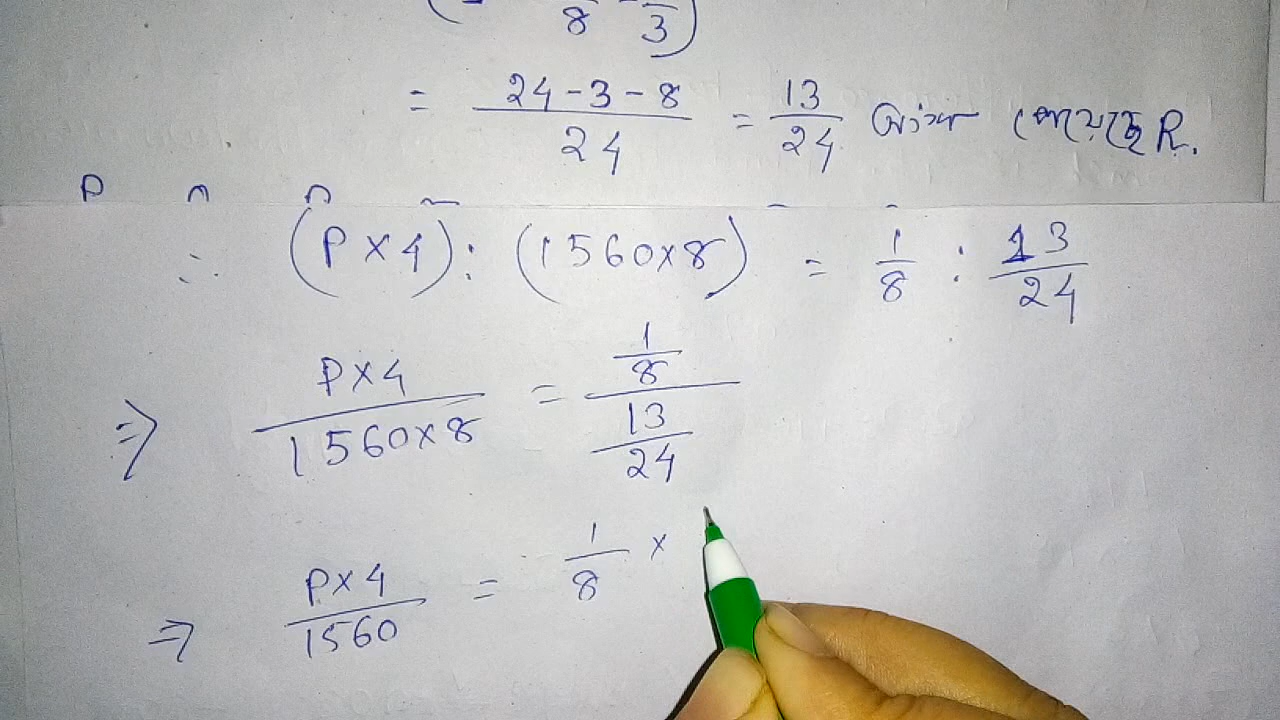 8 3 )
= 24-3-8/24 = 13/24 অংশ পেয়েছে R.
∴ (P×4) : (1560×8) = 1/8 : 13/24
⇒ P×4/1560×8 = 1/8/13/24
⇒ P×4/1560 = 1/8 ×